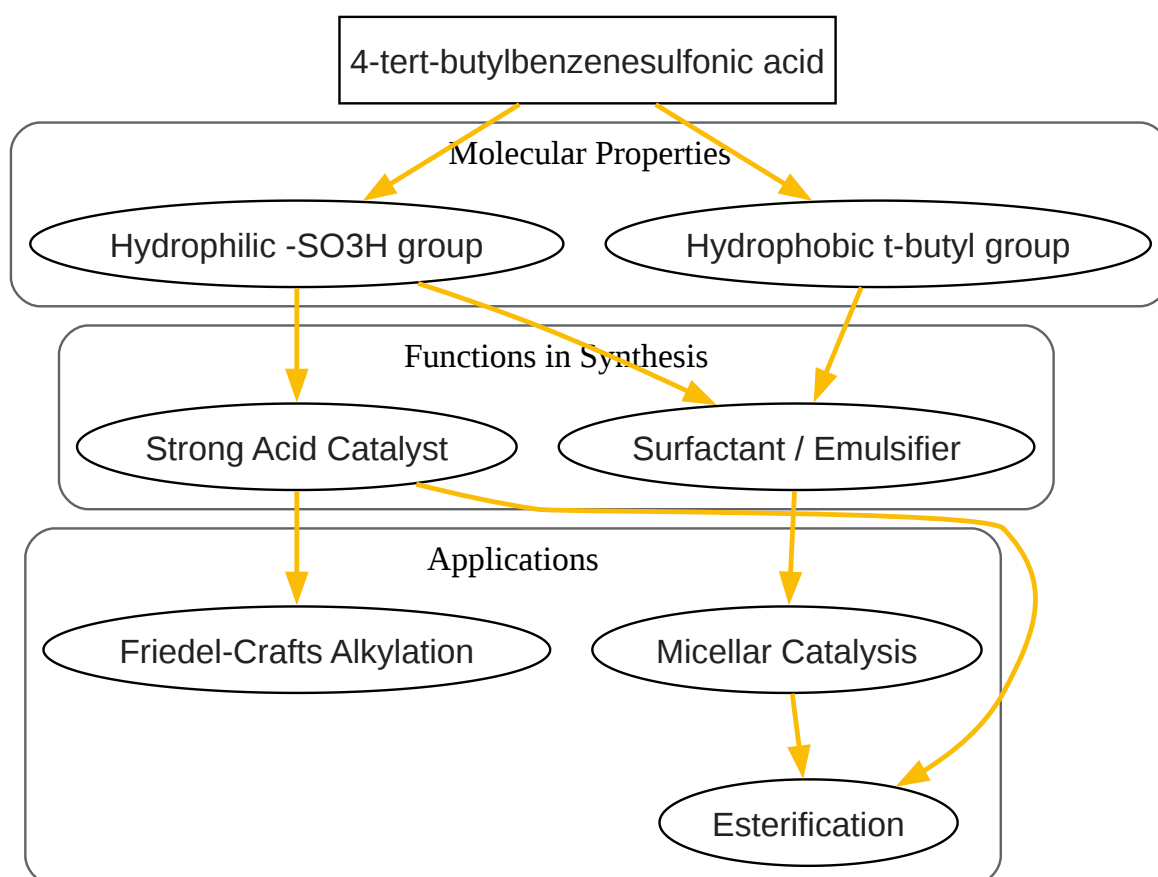 4-tert-butylbenzenesulfonic acid
Molecular Properties
Hydrophilic -SO3H group
Hydrophobic t-butyl group
Functions in Synthesis
Strong Acid Catalyst
Surfactant / Emulsifier
Applications
Friedel-Crafts Alkylation
Micellar Catalysis
Esterification